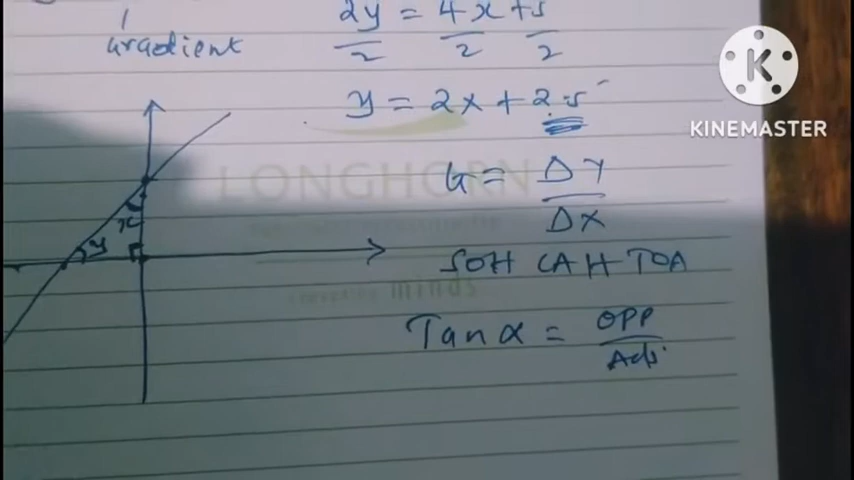 2y = 4x + 5
2 2 2
Gradient
y = 2x + 2.5
K
KINEMASTER
LONGHORN
G = ΔY
ΔX
x
y
SOH CAH TOA
minds
Tan α = OPP
Adj.